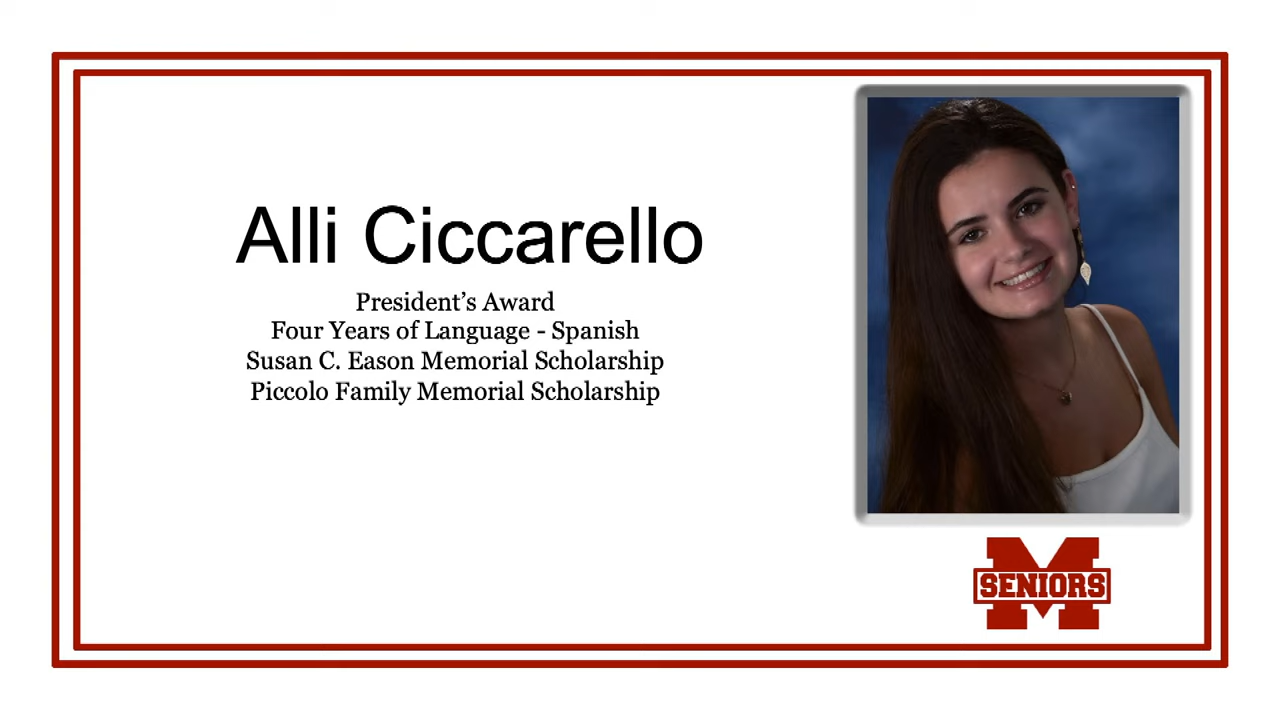 Alli Ciccarello
President’s Award
Four Years of Language - Spanish
Susan C. Eason Memorial Scholarship
Piccolo Family Memorial Scholarship
M
SENIORS